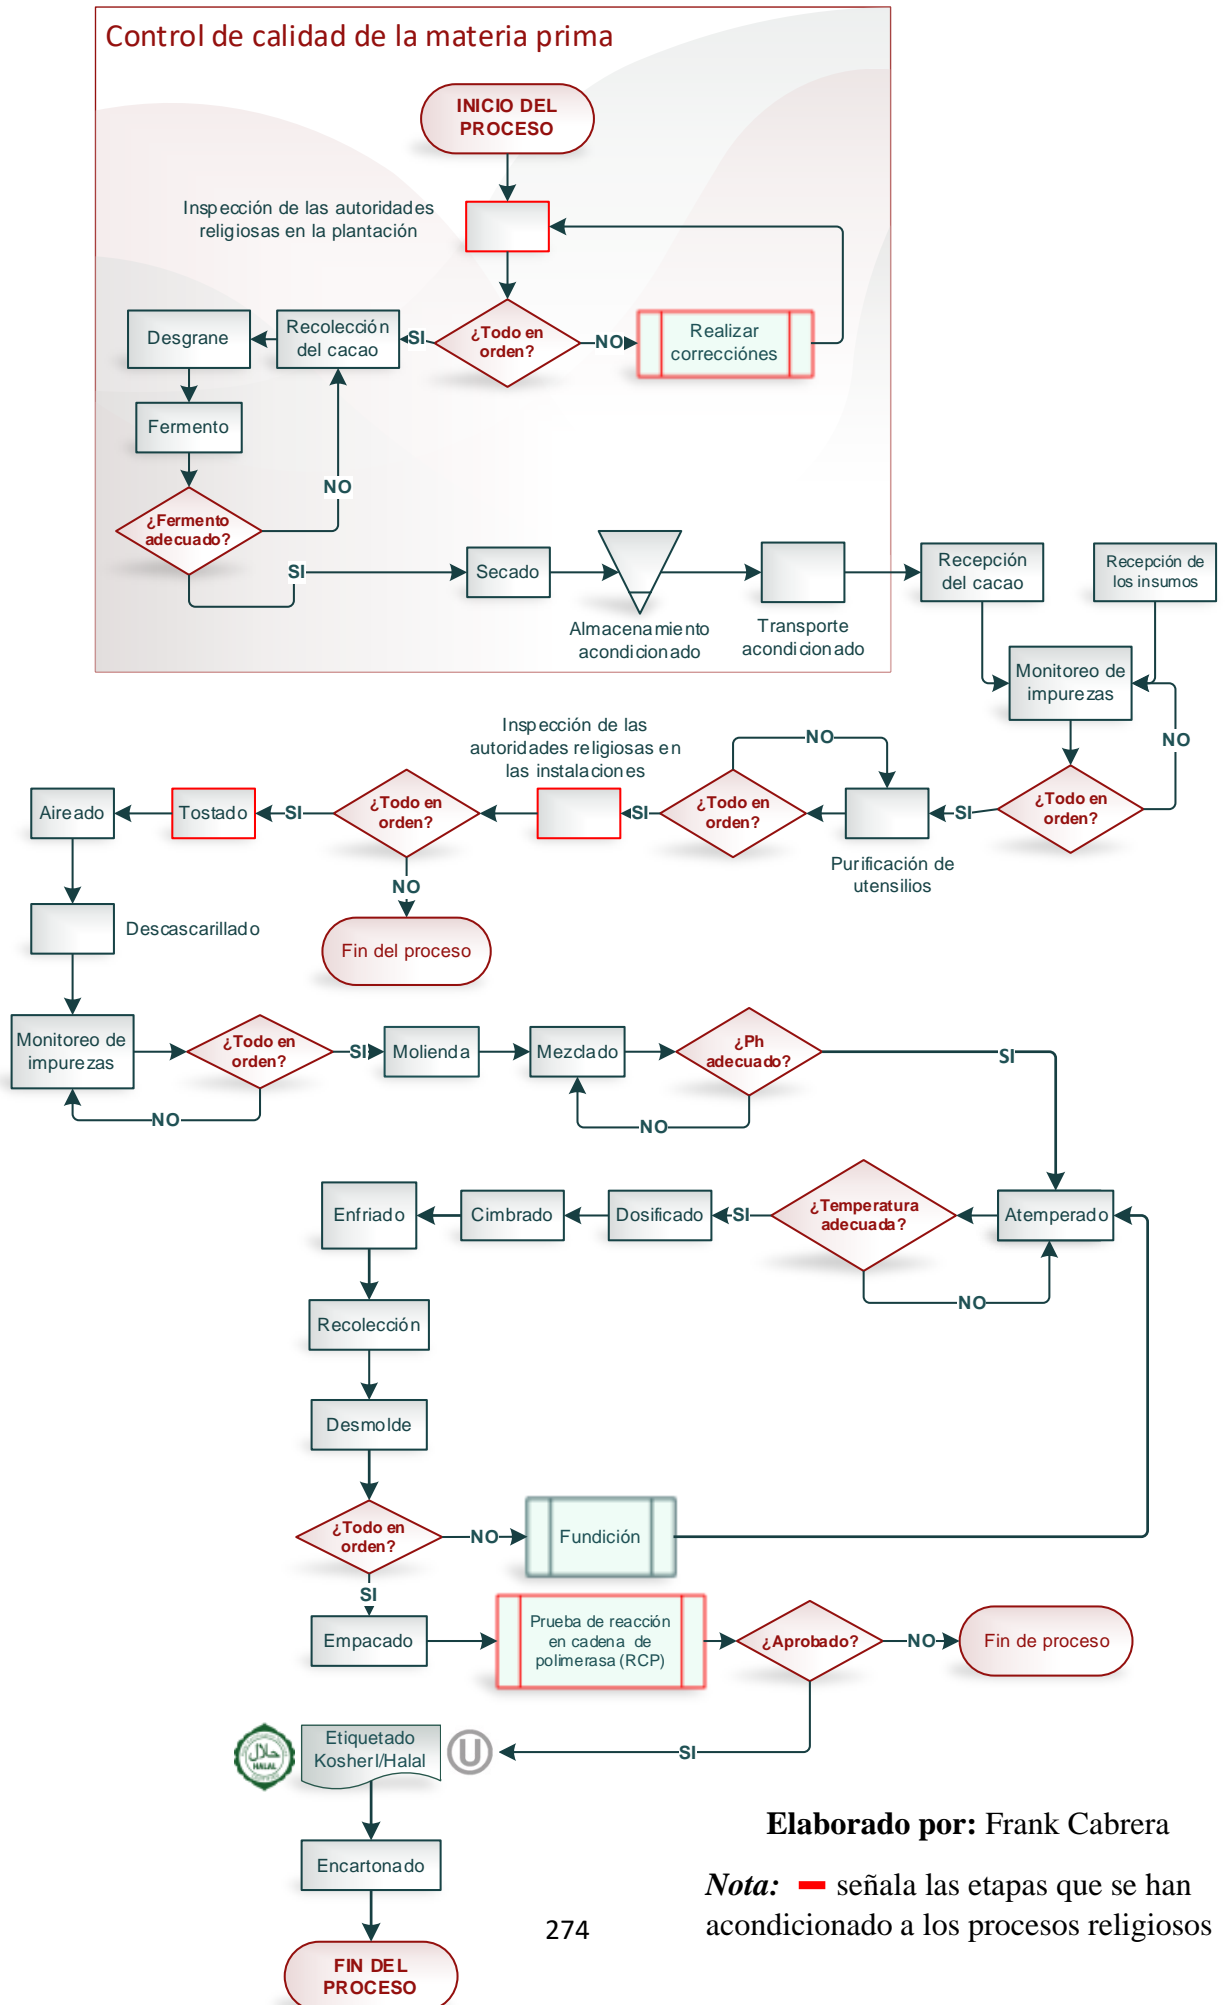 Control de calidad de la materia prima
INICIO DEL
PROCESO
Inspección de las autoridades
religiosas en la plantación
¿Todo en
orden?
SI
NO
Realizar
correcciónes
Recolección
del cacao
Desgrane
Fermento
¿Fermento
adecuado?
NO
SI
Secado
Almacenamiento
acondicionado
Transporte
acondicionado
Recepción
del cacao
Recepción de
los insumos
Monitoreo de
impurezas
NO
¿Todo en
orden?
SI
Purificación de
utensilios
NO
¿Todo en
orden?
SI
Inspección de las
autoridades religiosas en
las instalaciones
¿Todo en
orden?
NO
Fin del proceso
SI
Tostado
Aireado
Descascarillado
Monitoreo de
impurezas
¿Todo en
orden?
NO
SI
Molienda
Mezclado
¿Ph
adecuado?
NO
SI
Atemperado
¿Temperatura
adecuada?
NO
SI
Dosificado
Cimbrado
Enfriado
Recolección
Desmolde
¿Todo en
orden?
NO
Fundición
SI
Empacado
Prueba de reacción
en cadena de
polimerasa (RCP)
¿Aprobado?
NO
Fin de proceso
SI
Etiquetado
Kosherl/Halal
حلال
HALAL
U
Encartonado
FIN DEL
PROCESO
Elaborado por: Frank Cabrera
Nota: señala las etapas que se han
acondicionado a los procesos religiosos
274